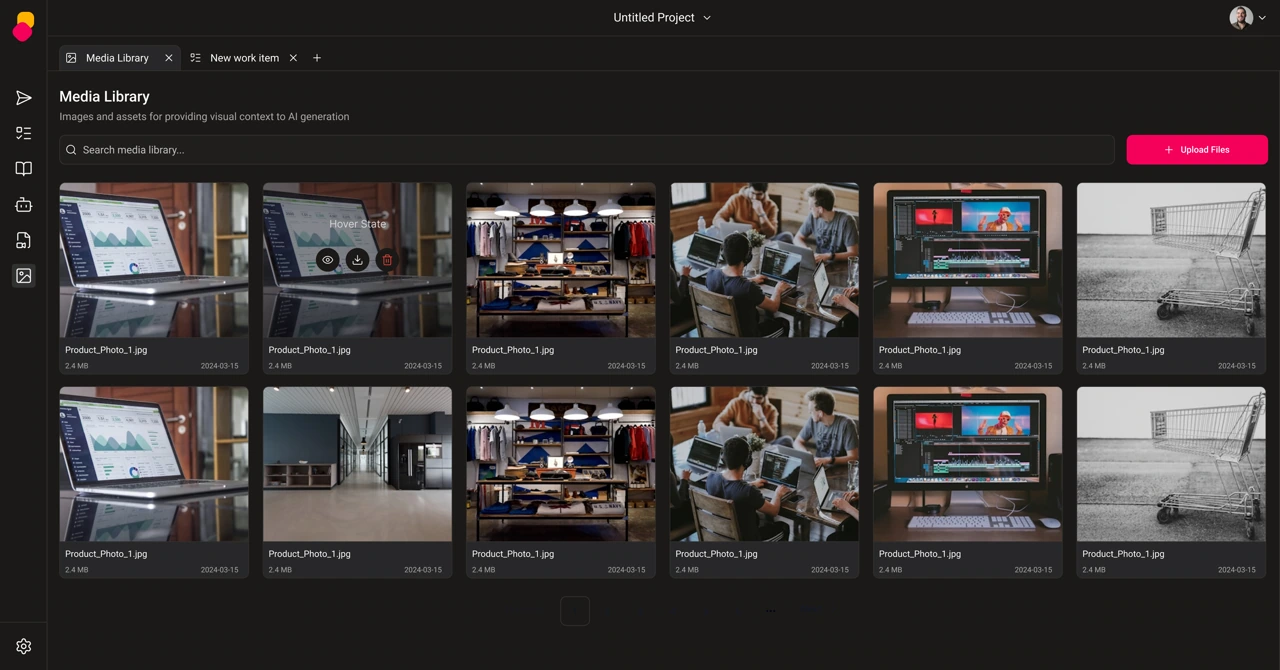 Untitled Project
Media Library
New work item
Media Library
Images and assets for providing visual context to AI generation
Search media library...
Upload Files
Hover State
Product_Photo_1.jpg
2.4 MB 2024-03-15
Product_Photo_1.jpg
2.4 MB 2024-03-15
Product_Photo_1.jpg
2.4 MB 2024-03-15
Product_Photo_1.jpg
2.4 MB 2024-03-15
Product_Photo_1.jpg
2.4 MB 2024-03-15
Product_Photo_1.jpg
2.4 MB 2024-03-15
Product_Photo_1.jpg
2.4 MB 2024-03-15
Product_Photo_1.jpg
2.4 MB 2024-03-15
Product_Photo_1.jpg
2.4 MB 2024-03-15
Product_Photo_1.jpg
2.4 MB 2024-03-15
Product_Photo_1.jpg
2.4 MB 2024-03-15
Product_Photo_1.jpg
2.4 MB 2024-03-15